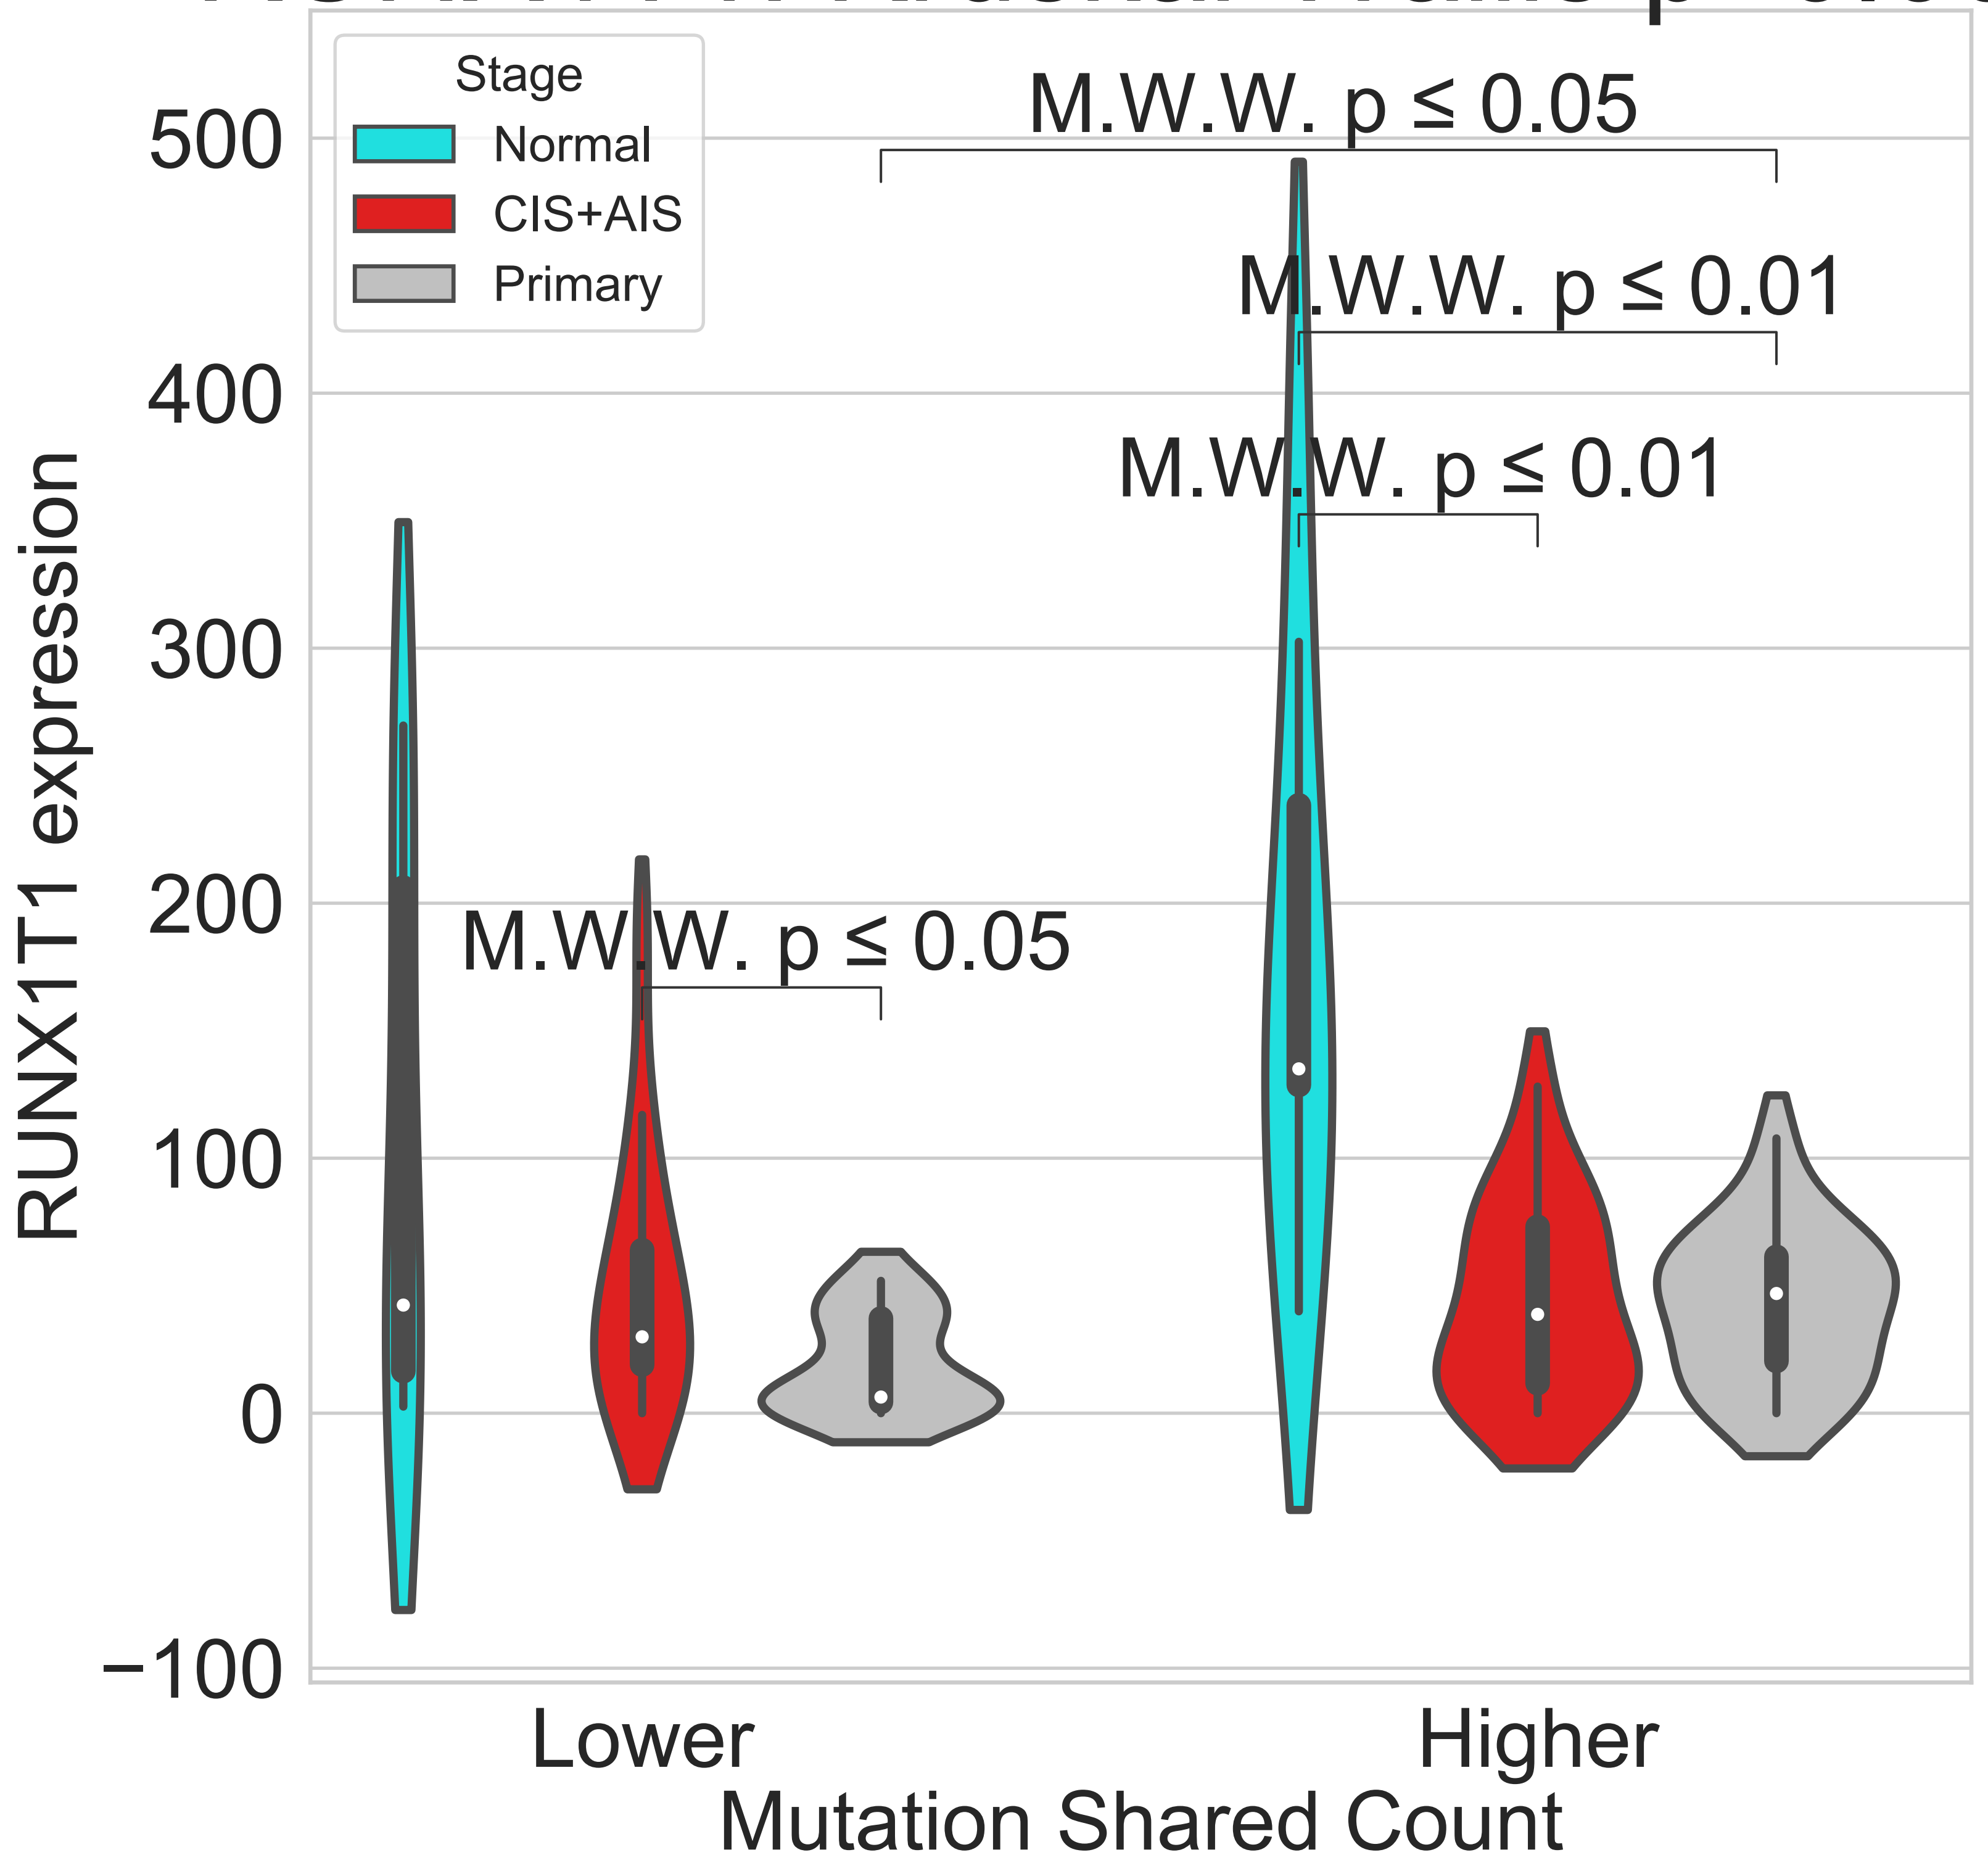 Stage
Normal
CIS+AIS
Primary
M.W.W. p ≤ 0.05
M.W.W. p ≤ 0.01
M.W.W. p ≤ 0.01
M.W.W. p ≤ 0.05
500
400
300
200
100
0
−100
RUNX1T1 expression
Lower
Higher
Mutation Shared Count